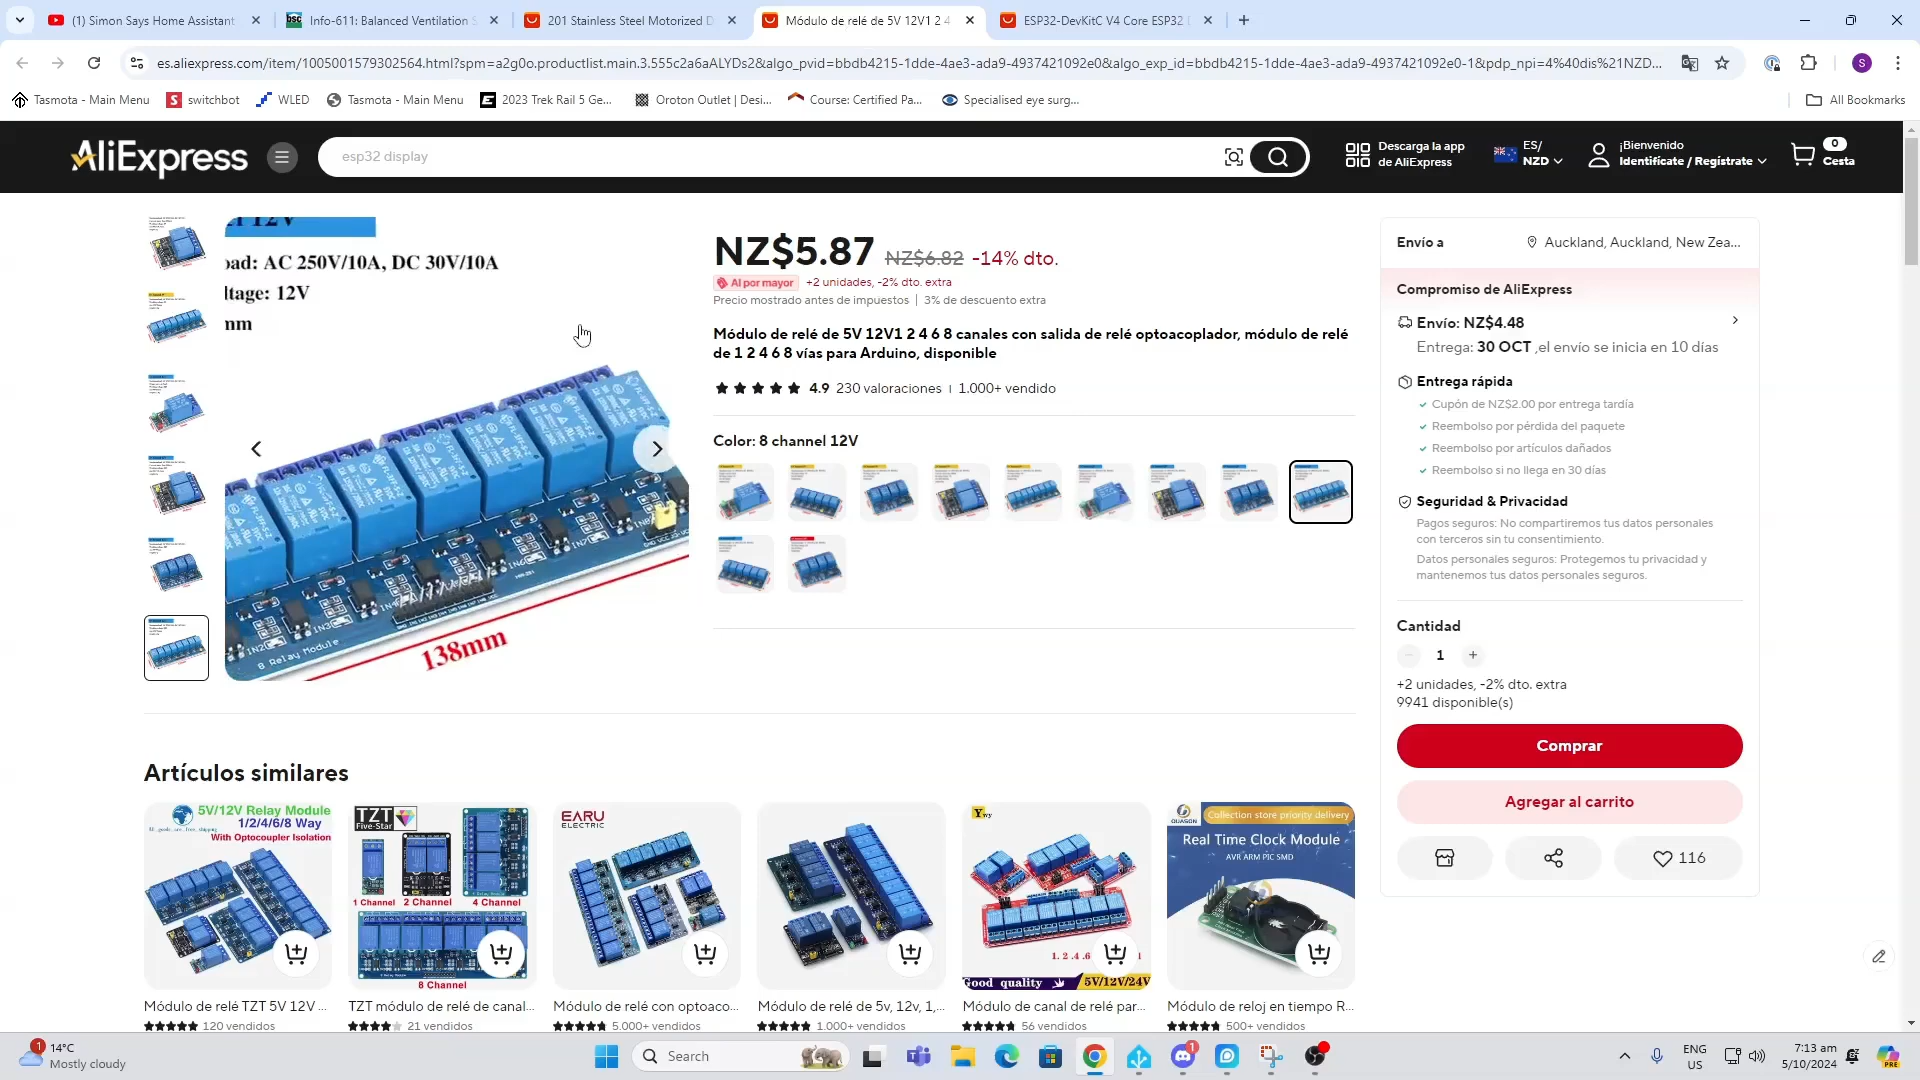 (1) Simon Says Home Assistant
Info-611: Balanced Ventilation S
201 Stainless Steel Motorized D
Módulo de relé de 5V 12V1 2 4
ESP32-DevKitC V4 Core ESP32 D
es.aliexpress.com/item/1005001579302564.html?spm=a2g0o.productlist.main.3.555c2a6aALYDs2&algo_pvid=bbdb4215-1dde-4ae3-ada9-4937421092e0&algo_exp_id=bbdb4215-1dde-4ae3-ada9-4937421092e0-1&pdp_npi=4%40dis%21NZD...
S
Tasmota - Main Menu
switchbot
WLED
Tasmota - Main Menu
2023 Trek Rail 5 Ge...
Oroton Outlet | Desi...
Course: Certified Pa...
Specialised eye surg...
All Bookmarks
AliExpress
esp32 display
Descarga la app
de AliExpress
ES/
NZD
¡Bienvenido
Identifícate / Regístrate
0
Cesta
oad: AC 250V/10A, DC 30V/10A
ltage: 12V
mm
8 Relay Module
138mm
NZ$5.87 NZ$6.82 -14% dto.
Al por mayor +2 unidades, -2% dto. extra
Precio mostrado antes de impuestos | 3% de descuento extra
Módulo de relé de 5V 12V1 2 4 6 8 canales con salida de relé optoacoplador, módulo de relé
de 1 2 4 6 8 vías para Arduino, disponible
4.9 230 valoraciones | 1.000+ vendido
Color: 8 channel 12V
Envío a
Auckland, Auckland, New Zea...
Compromiso de AliExpress
Envío: NZ$4.48
Entrega: 30 OCT ,el envío se inicia en 10 días
Entrega rápida
Cupón de NZ$2.00 por entrega tardía
Reembolso por pérdida del paquete
Reembolso por artículos dañados
Reembolso si no llega en 30 días
Seguridad & Privacidad
Pagos seguros: No compartiremos tus datos personales
con terceros sin tu consentimiento.
Datos personales seguros: Protegemos tu privacidad y
mantenemos tus datos personales seguros.
Cantidad
1
+2 unidades, -2% dto. extra
9941 disponible(s)
Comprar
Agregar al carrito
116
Artículos similares
5V/12V Relay Module
1/2/4/6/8 Way
With Optocoupler Isolation
TZT
Five-Star
1 Channel 2 Channel 4 Channel
8 Channel
EARU
ELECTRIC
Ywy
1. 2 .4 .6
Good quality 5V/12V/24V
QUASON Collection store priority delivery
Real Time Clock Module
AVR ARM PIC SMD
Módulo de relé TZT 5V 12V ...
TZT módulo de relé de canal...
Módulo de relé con optoaco...
Módulo de relé de 5v, 12v, 1,...
Módulo de canal de relé par...
Módulo de reloj en tiempo R...
120 vendidos
21 vendidos
5.000+ vendidos
1.000+ vendidos
56 vendidos
500+ vendidos
1
14°C
Mostly cloudy
Search
1
ENG
US
7:13 am
5/10/2024
PRE